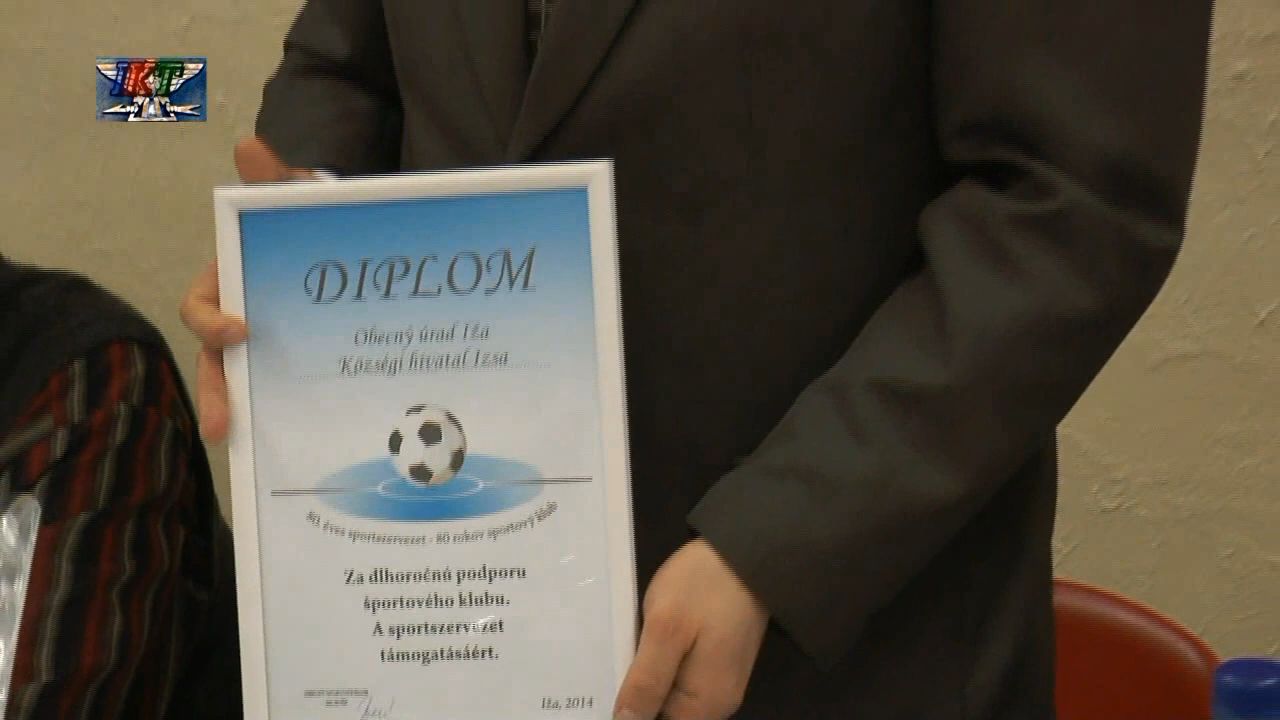 IKT
DIPLOM
Obecný úrad Iža
Községi hivatal Izsa
80 éves sportszervezet - 80 rokov športový klub
Za dlhoročnú podporu
športového klubu.
A sportszervezet
támogatásáért.
Iža, 2014